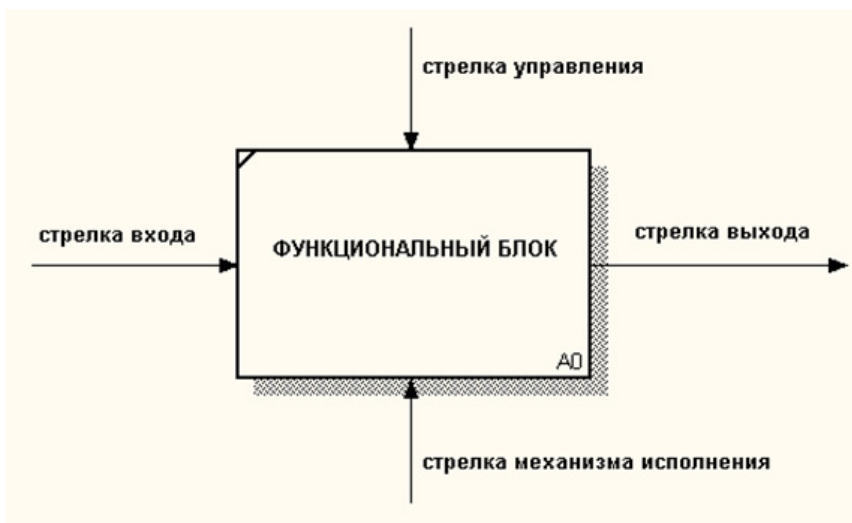 стрелка управления
стрелка входа
ФУНКЦИОНАЛЬНЫЙ БЛОК
стрелка выхода
A0
стрелка механизма исполнения